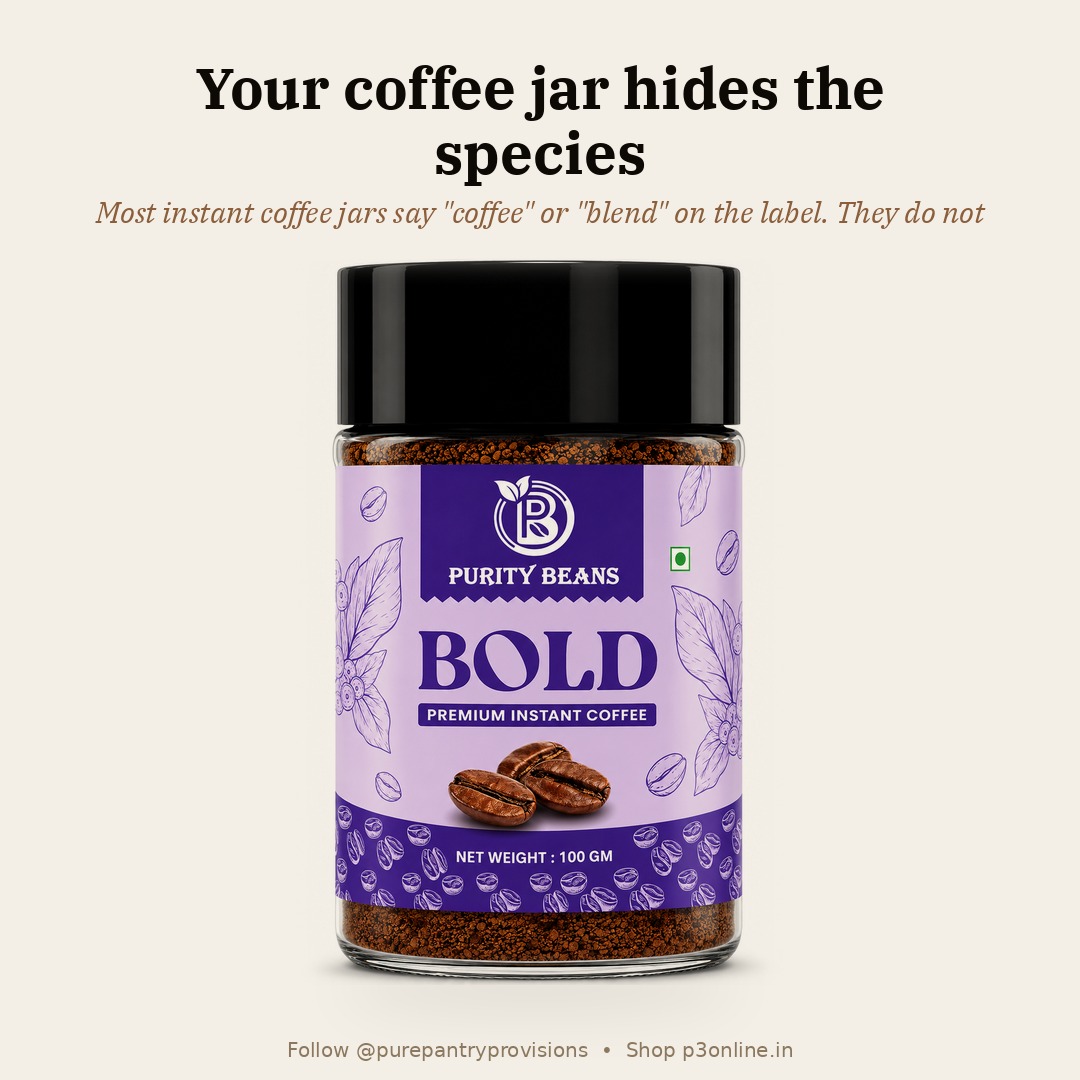 Your coffee jar hides the
species
Most instant coffee jars say "coffee" or "blend" on the label. They do not
PURITY BEANS
BOLD
PREMIUM INSTANT COFFEE
NET WEIGHT : 100 GM
Follow @purepantryprovisions • Shop p3online.in